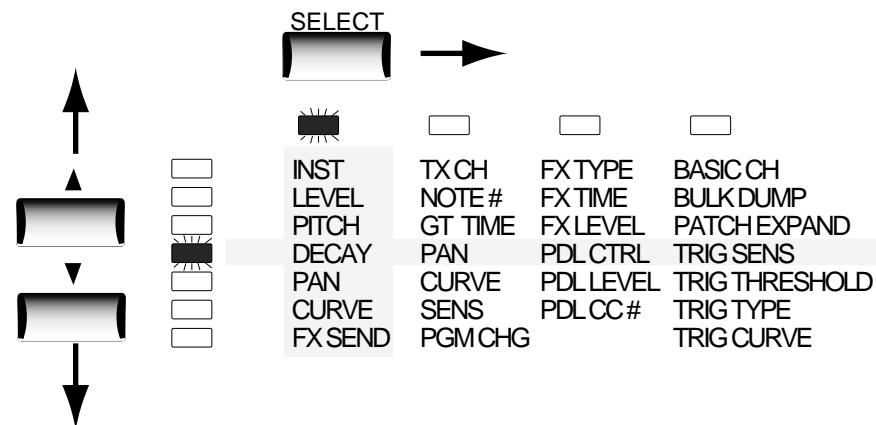 SELECT
INST TX CH FX TYPE BASIC CH
LEVEL NOTE # FX TIME BULK DUMP
PITCH GT TIME FX LEVEL PATCH EXPAND
DECAY PAN PDL CTRL TRIG SENS
PAN CURVE PDL LEVEL TRIG THRESHOLD
CURVE SENS PDL CC # TRIG TYPE
FX SEND PGM CHG TRIG CURVE